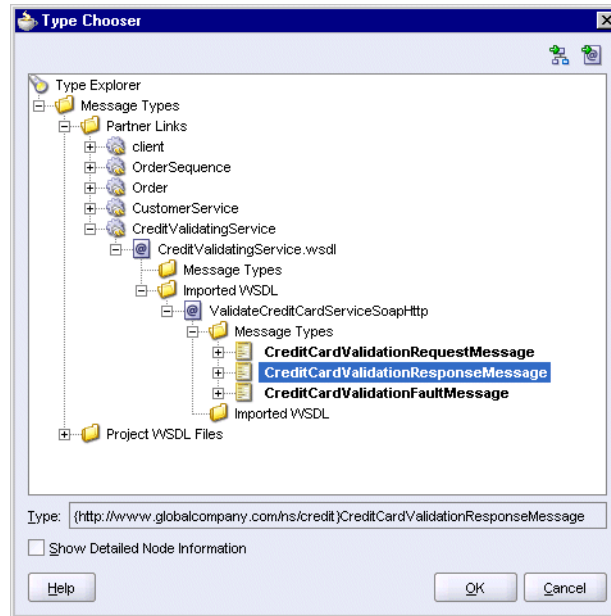 Type Chooser
Type Explorer
Message Types
Partner Links
client
OrderSequence
Order
CustomerService
CreditValidatingService
CreditValidatingService.wsdl
Message Types
Imported WSDL
ValidateCreditCardServiceSoapHttp
Message Types
CreditCardValidationRequestMessage
CreditCardValidationResponseMessage
CreditCardValidationFaultMessage
Imported WSDL
Project WSDL Files
Type: {http://www.globalcompany.com/ns/credit}CreditCardValidationResponseMessage
Show Detailed Node Information
Help OK Cancel